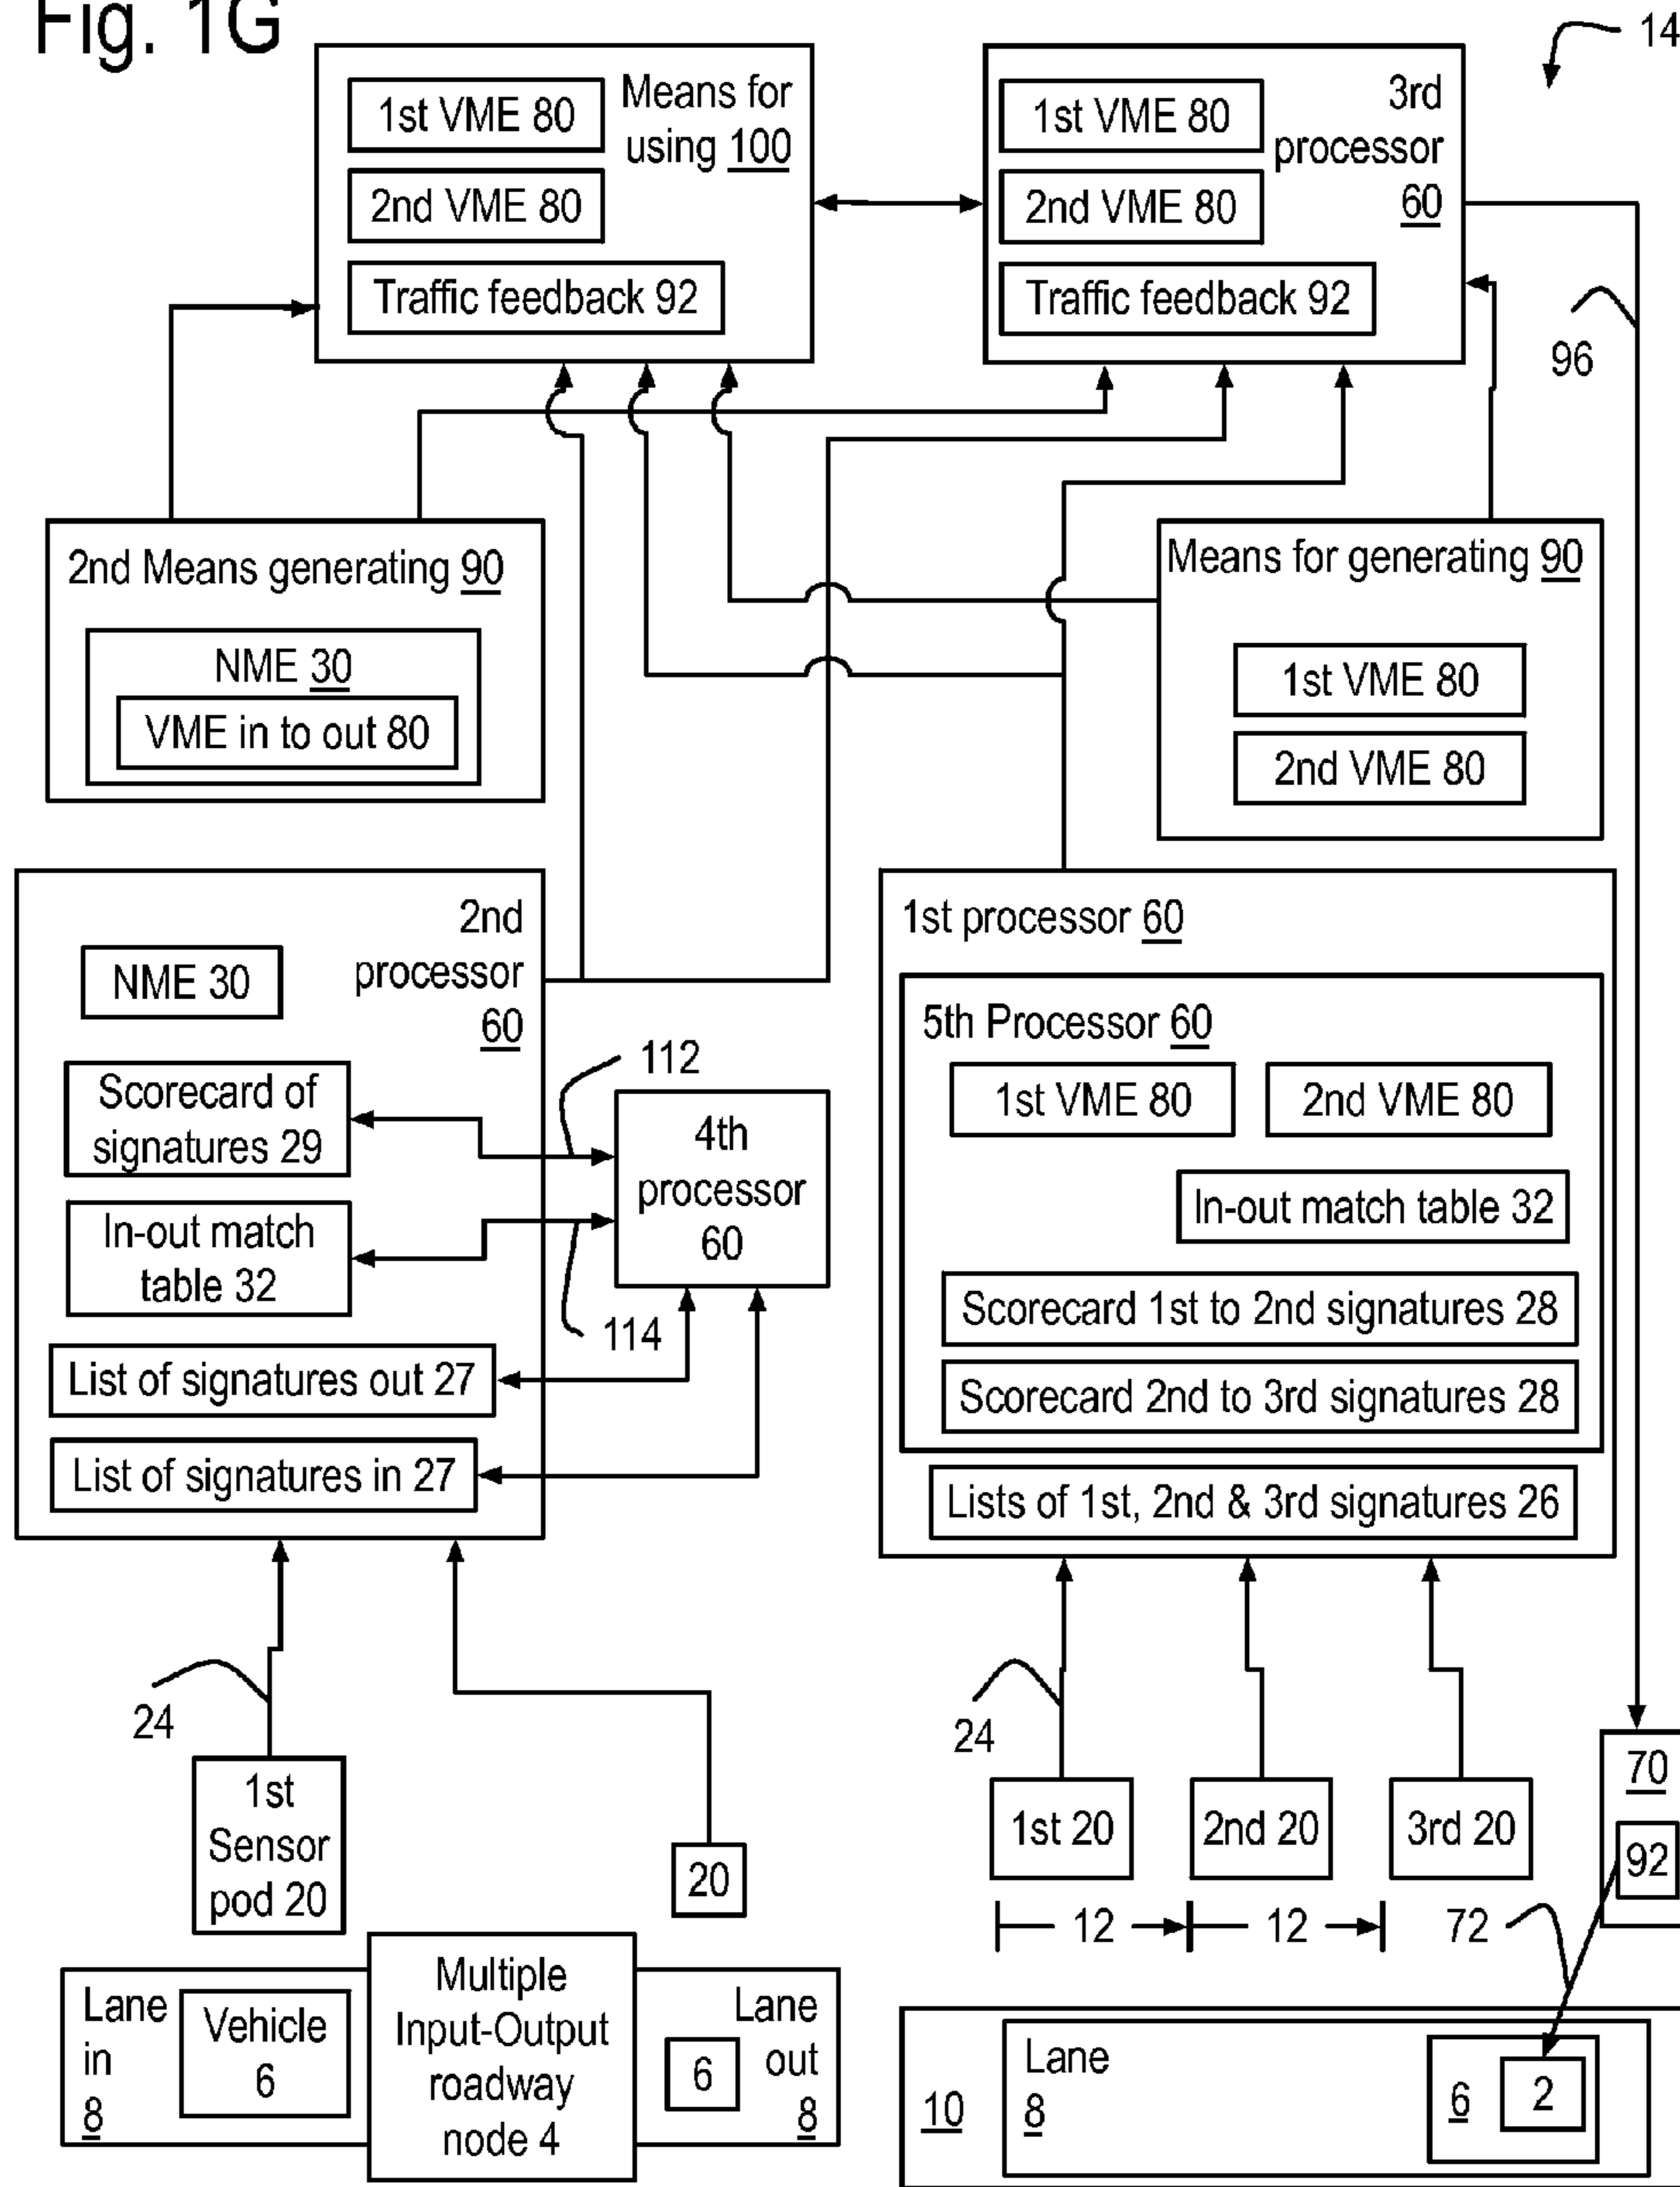 Fig. 1G
14
1st VME 80
2nd VME 80
Traffic feedback 92
Means for
using 100
1st VME 80
2nd VME 80
Traffic feedback 92
3rd
processor
60
96
2nd Means generating 90
NME 30
VME in to out 80
Means for generating 90
1st VME 80
2nd VME 80
2nd
processor
60
NME 30
Scorecard of
signatures 29
In-out match
table 32
List of signatures out 27
List of signatures in 27
112
4th
processor
60
114
1st processor 60
5th Processor 60
1st VME 80
2nd VME 80
In-out match table 32
Scorecard 1st to 2nd signatures 28
Scorecard 2nd to 3rd signatures 28
Lists of 1st, 2nd & 3rd signatures 26
24
1st
Sensor
pod 20
20
24
1st 20
2nd 20
3rd 20
70
92
12
12
72
Lane
in
8
Vehicle
6
Multiple
Input-Output
roadway
node 4
6
Lane
out
8
10
Lane
8
6
2